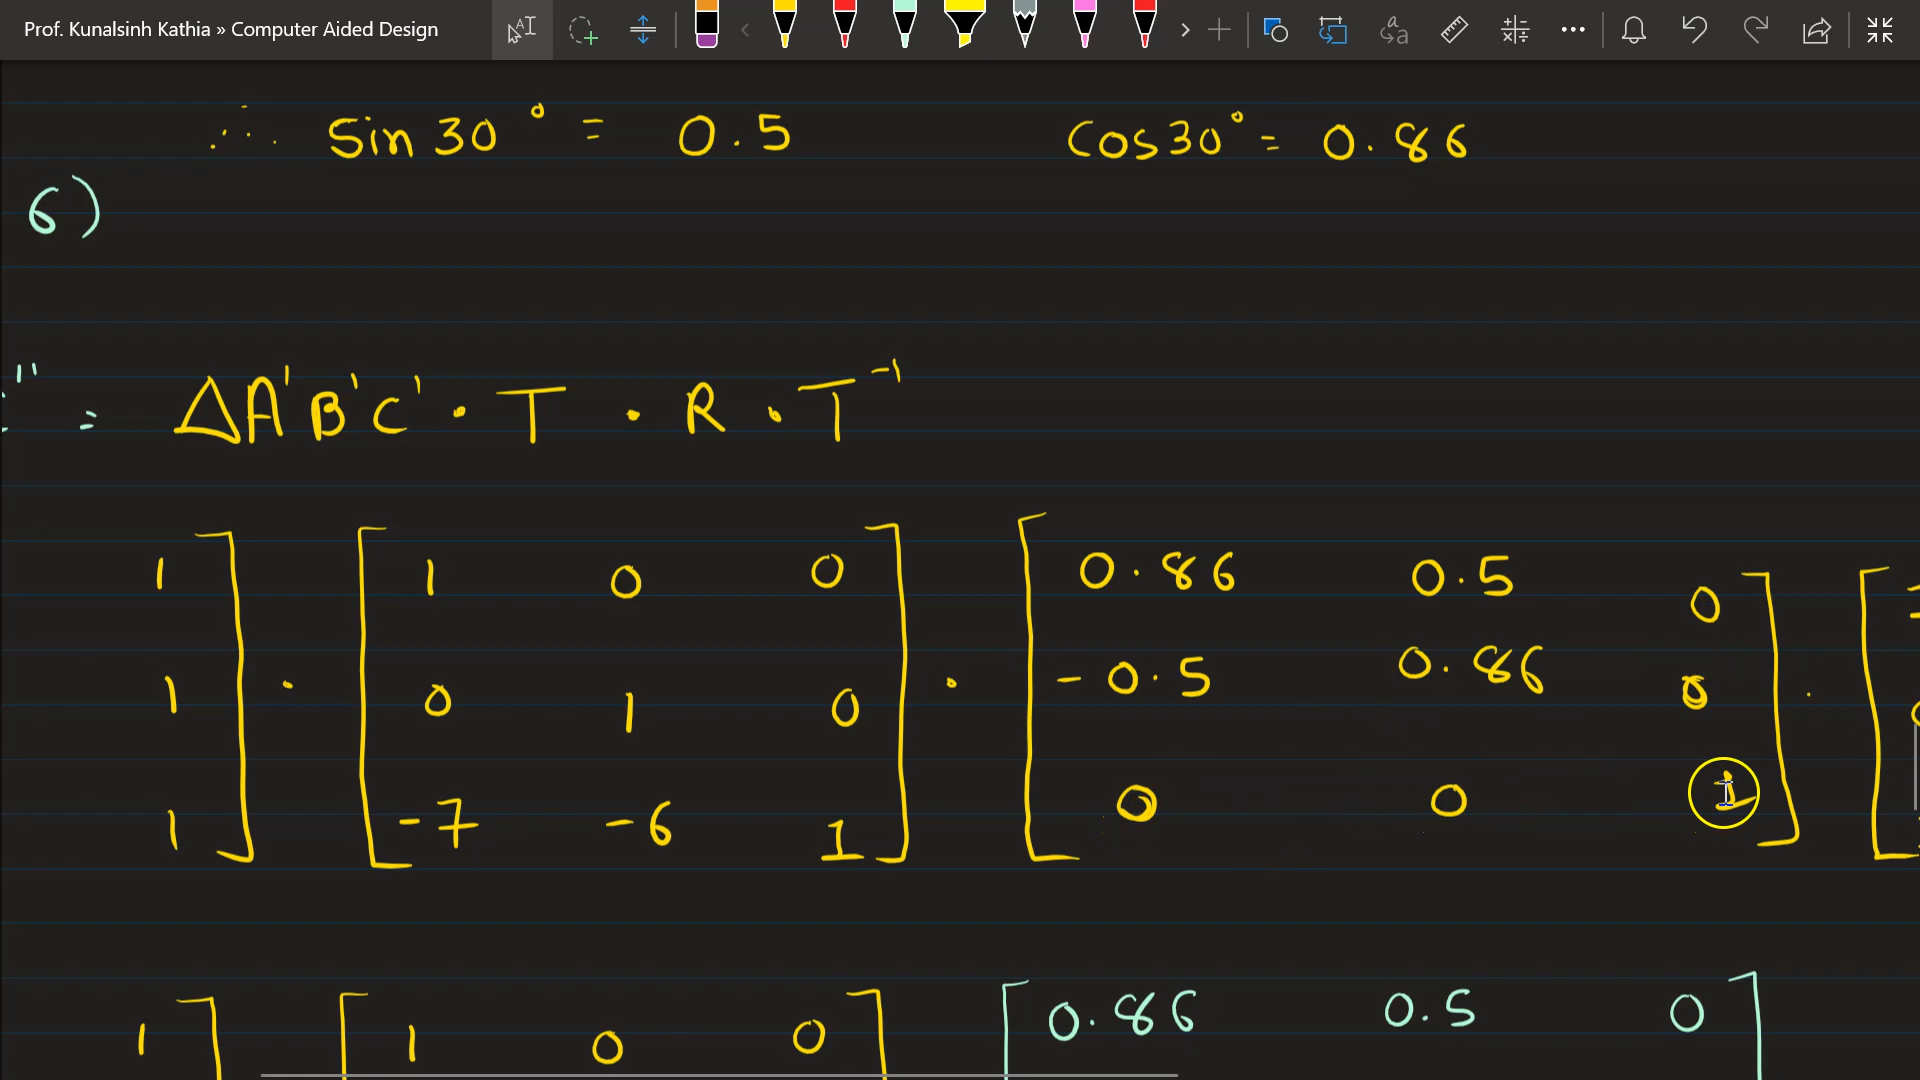 Prof. Kunalsinh Kathia » Computer Aided Design
∴ Sin 30° = 0.5 Cos 30° = 0.86
6)
" = ΔA'B'C' · T · R · T⁻¹
1 ] [ 1 0 0 ] [ 0.86 0.5 0 ] [
1 ] · [ 0 1 0 ] · [ -0.5 0.86 0 ] · [
1 ] [ -7 -6 1 ] [ 0 0 1 ] [
1 ] [ 1 0 0 ] [ 0.86 0.5 0 ]